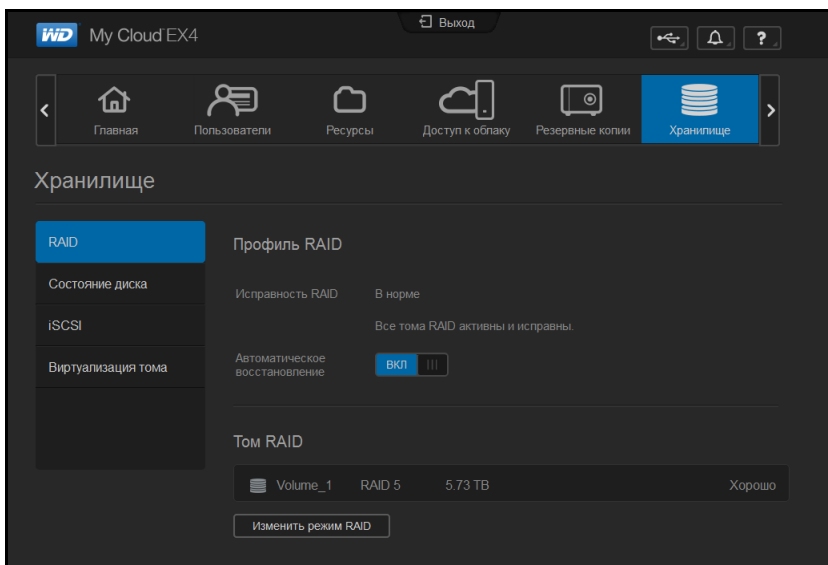 WD My Cloud EX4
Выход
?
Главная
Пользователи
Ресурсы
Доступ к облаку
Резервные копии
Хранилище
Хранилище
RAID
Состояние диска
iSCSI
Виртуализация тома
Профиль RAID
Исправность RAID В норме
Все тома RAID активны и исправны.
Автоматическое
восстановление
ВКЛ
Том RAID
Volume_1 RAID 5 5.73 TB Хорошо
Изменить режим RAID